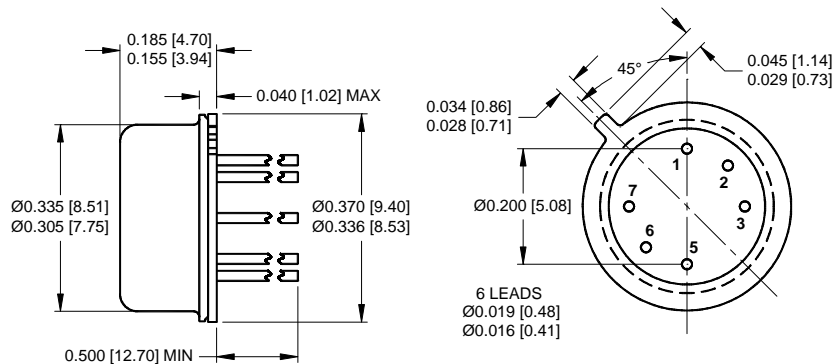 0.185 [4.70]
0.155 [3.94]
0.040 [1.02] MAX
Ø0.335 [8.51]
Ø0.305 [7.75]
Ø0.370 [9.40]
Ø0.336 [8.53]
0.500 [12.70] MIN
45°
0.045 [1.14]
0.029 [0.73]
0.034 [0.86]
0.028 [0.71]
Ø0.200 [5.08]
1
2
7
3
6
5
6 LEADS
Ø0.019 [0.48]
Ø0.016 [0.41]